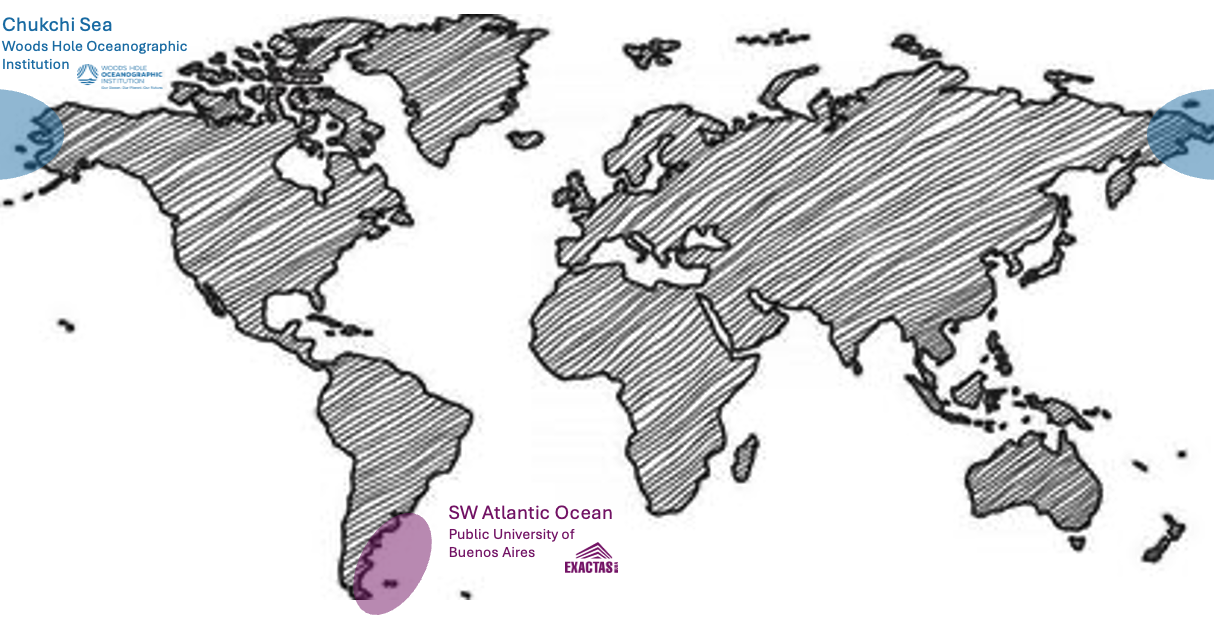 Chukchi Sea
Woods Hole Oceanographic
Institution
WOODS HOLE
OCEANOGRAPHIC
INSTITUTION
Our Ocean. Our Planet. Our Future.
SW Atlantic Ocean
Public University of
Buenos Aires
EXACTAS